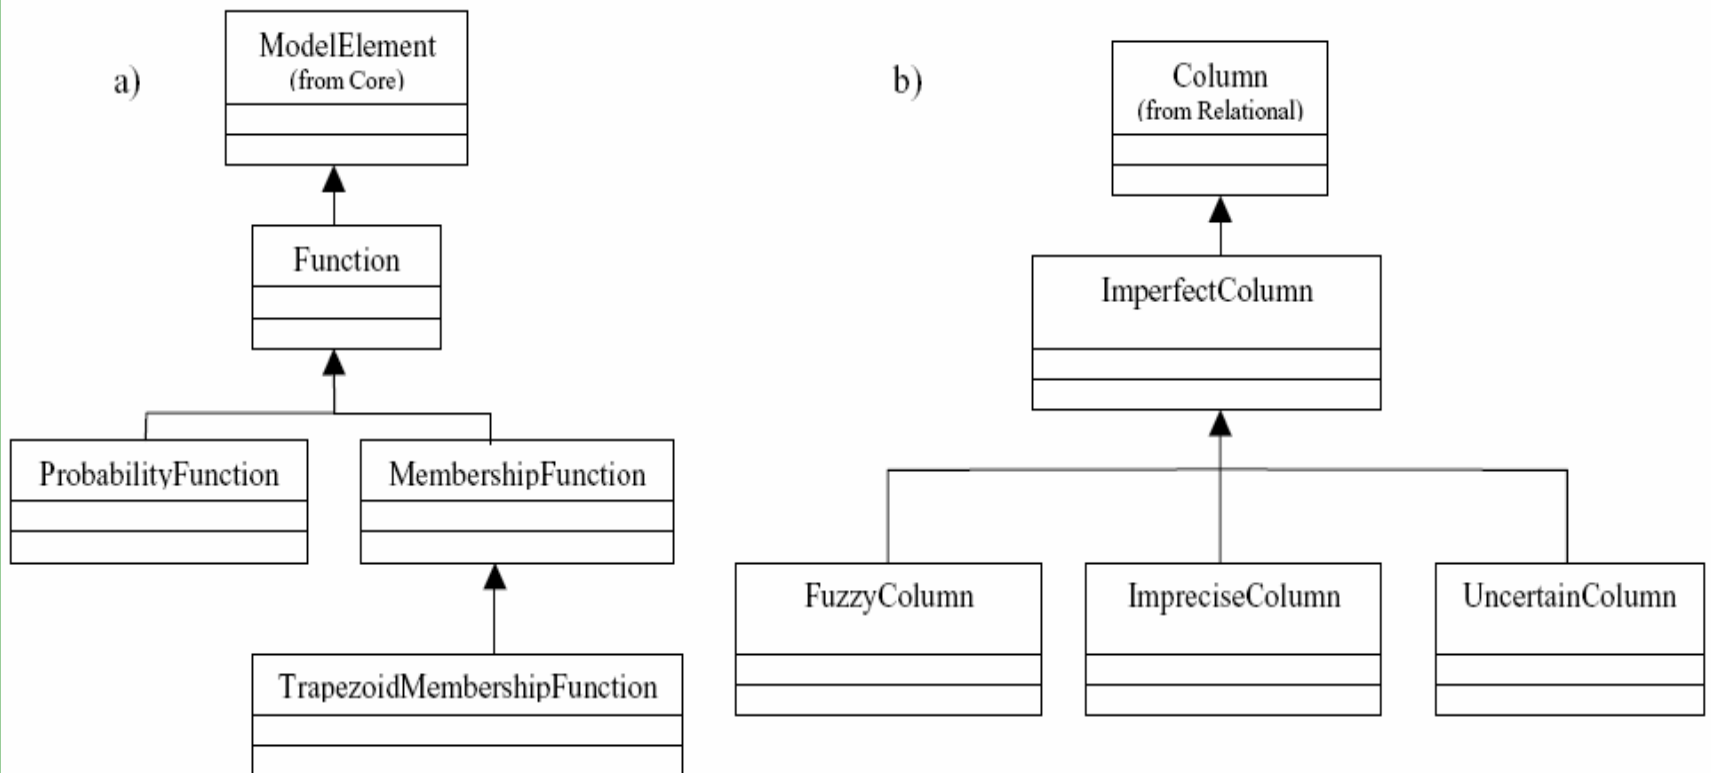 a)
ModelElement
(from Core)
Function
ProbabilityFunction
MembershipFunction
TrapezoidMembershipFunction
b)
Column
(from Relational)
ImperfectColumn
FuzzyColumn
ImpreciseColumn
UncertainColumn